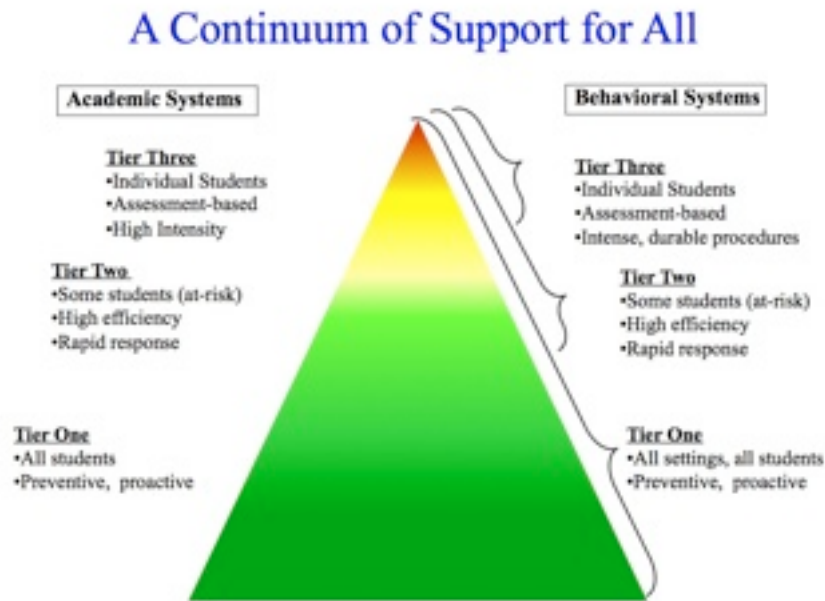 A Continuum of Support for All
Academic Systems
Tier Three
•Individual Students
•Assessment-based
•High Intensity
Tier Two
•Some students (at-risk)
•High efficiency
•Rapid response
Tier One
•All students
•Preventive, proactive
Behavioral Systems
Tier Three
•Individual Students
•Assessment-based
•Intense, durable procedures
Tier Two
•Some students (at-risk)
•High efficiency
•Rapid response
Tier One
•All settings, all students
•Preventive, proactive